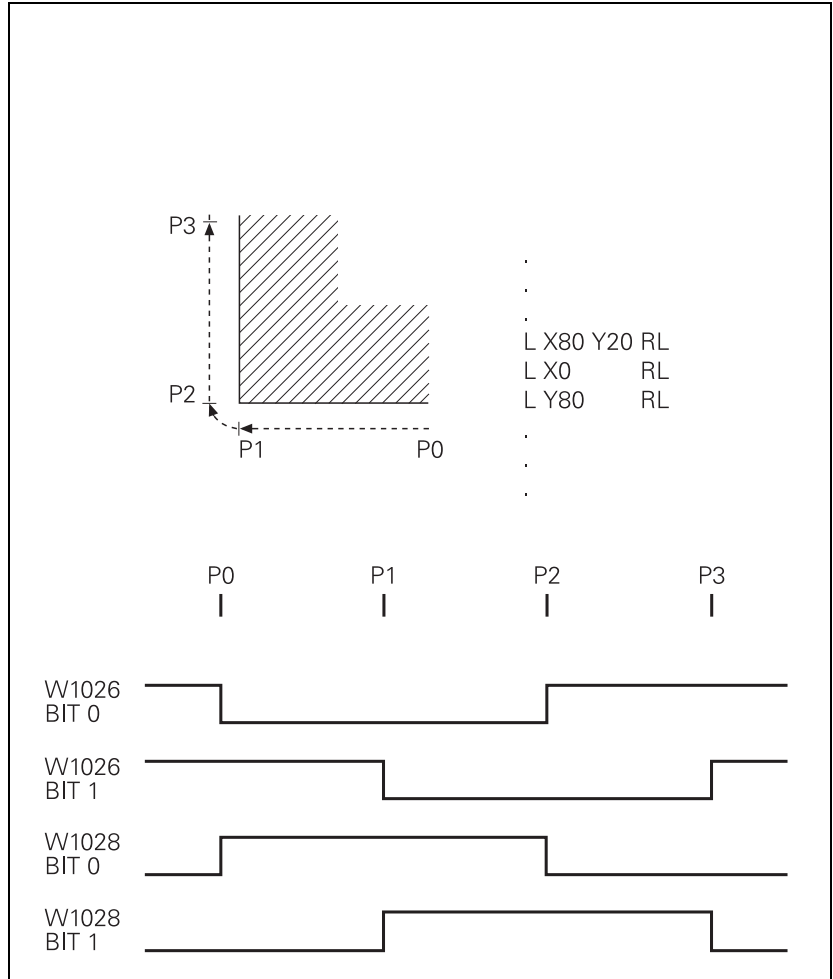 P3
P2
P1 P0
.
.
.
L X80 Y20 RL
L X0 RL
L Y80 RL
.
.
.
P0 P1 P2 P3
W1026
BIT 0
W1026
BIT 1
W1028
BIT 0
W1028
BIT 1